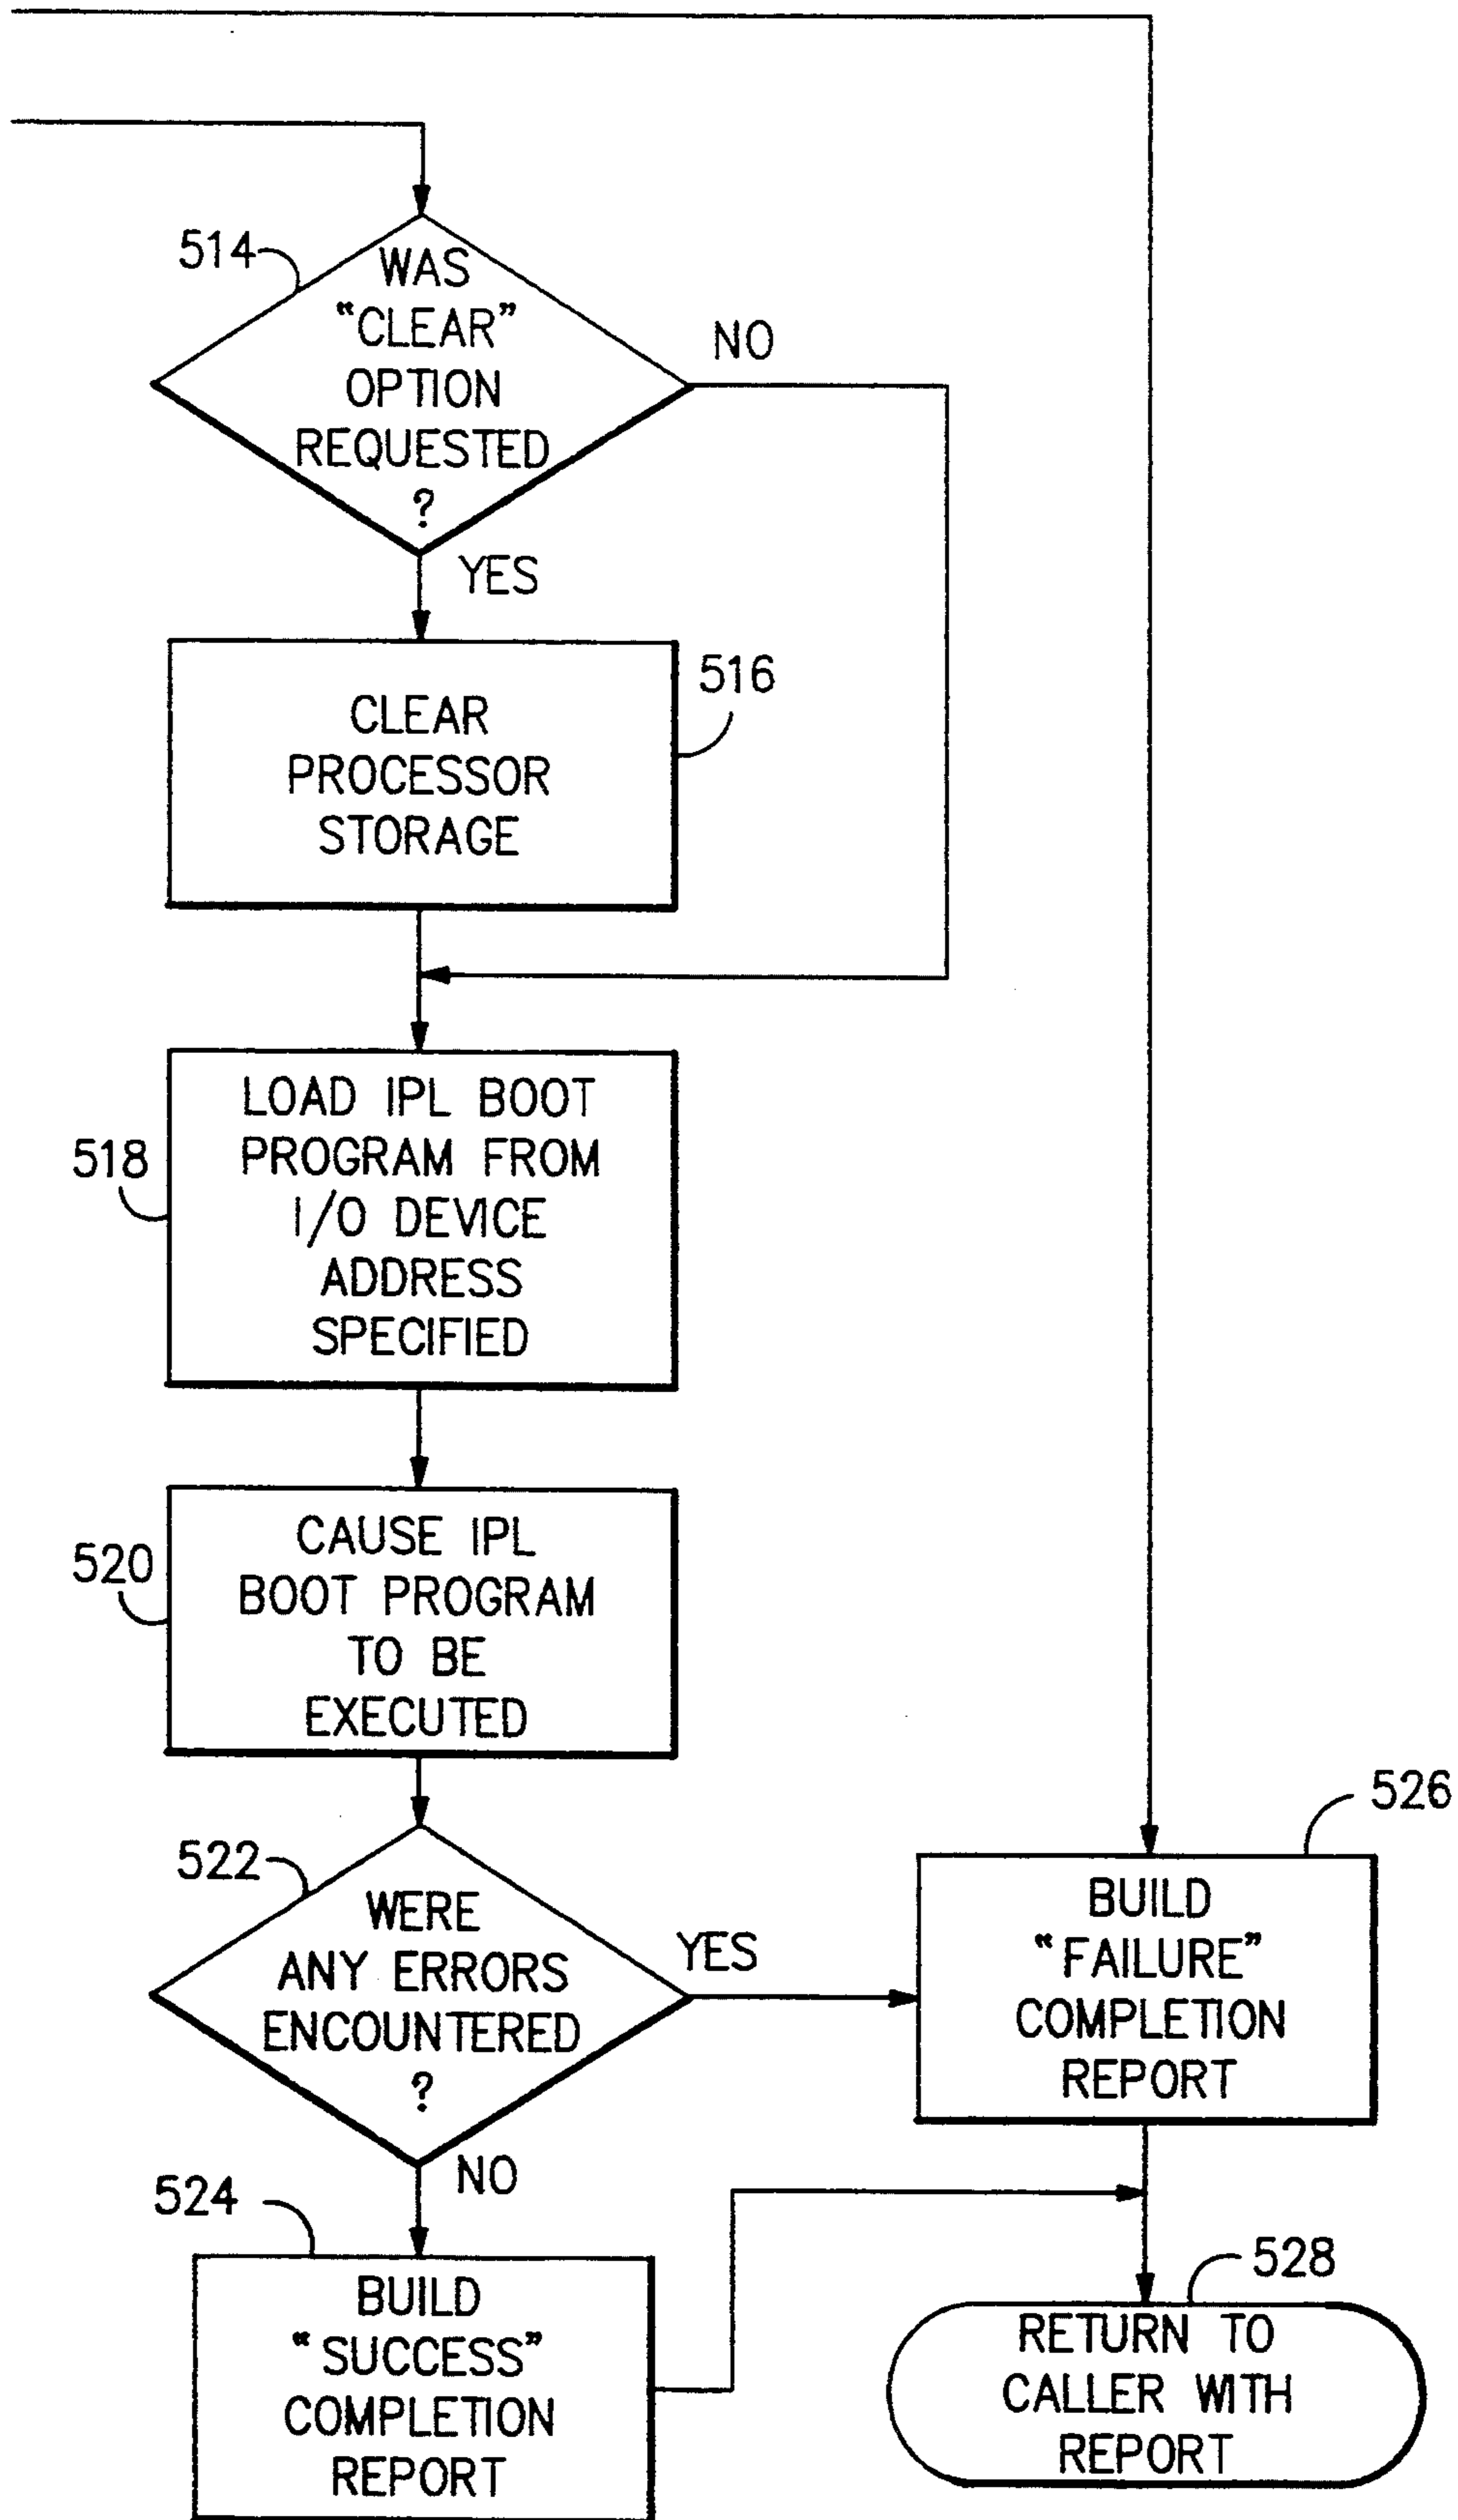 514
WAS
“CLEAR”
OPTION
REQUESTED
?
NO
YES
516
CLEAR
PROCESSOR
STORAGE
518
LOAD IPL BOOT
PROGRAM FROM
I/O DEVICE
ADDRESS
SPECIFIED
520
CAUSE IPL
BOOT PROGRAM
TO BE
EXECUTED
522
WERE
ANY ERRORS
ENCOUNTERED
?
YES
NO
526
BUILD
“FAILURE”
COMPLETION
REPORT
524
BUILD
“SUCCESS”
COMPLETION
REPORT
528
RETURN TO
CALLER WITH
REPORT